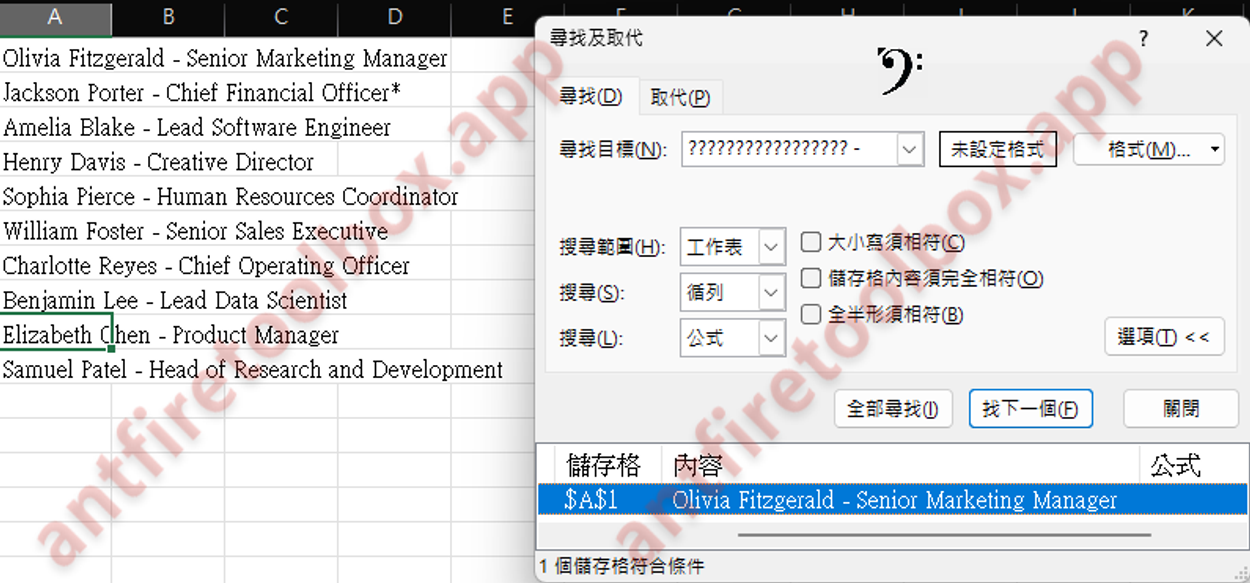 A B C D E F G H I J K
Olivia Fitzgerald - Senior Marketing Manager
Jackson Porter - Chief Financial Officer*
Amelia Blake - Lead Software Engineer
Henry Davis - Creative Director
Sophia Pierce - Human Resources Coordinator
William Foster - Senior Sales Executive
Charlotte Reyes - Chief Operating Officer
Benjamin Lee - Lead Data Scientist
Elizabeth Chen - Product Manager
Samuel Patel - Head of Research and Development
尋找及取代 ?
尋找(D) 取代(P)
尋找目標(N): ????????????????? - 未設定格式 格式(M)...
搜尋範圍(H): 工作表 大小寫須相符(C)
儲存格內容須完全相符(O)
搜尋(S): 循列
全半形須相符(B)
搜尋(L): 公式 選項(T) <<
全部尋找(I) 找下一個(F) 關閉
儲存格 內容 公式
$A$1 Olivia Fitzgerald - Senior Marketing Manager
1 個儲存格符合條件
antfiretoolbox.app
antfiretoolbox.app